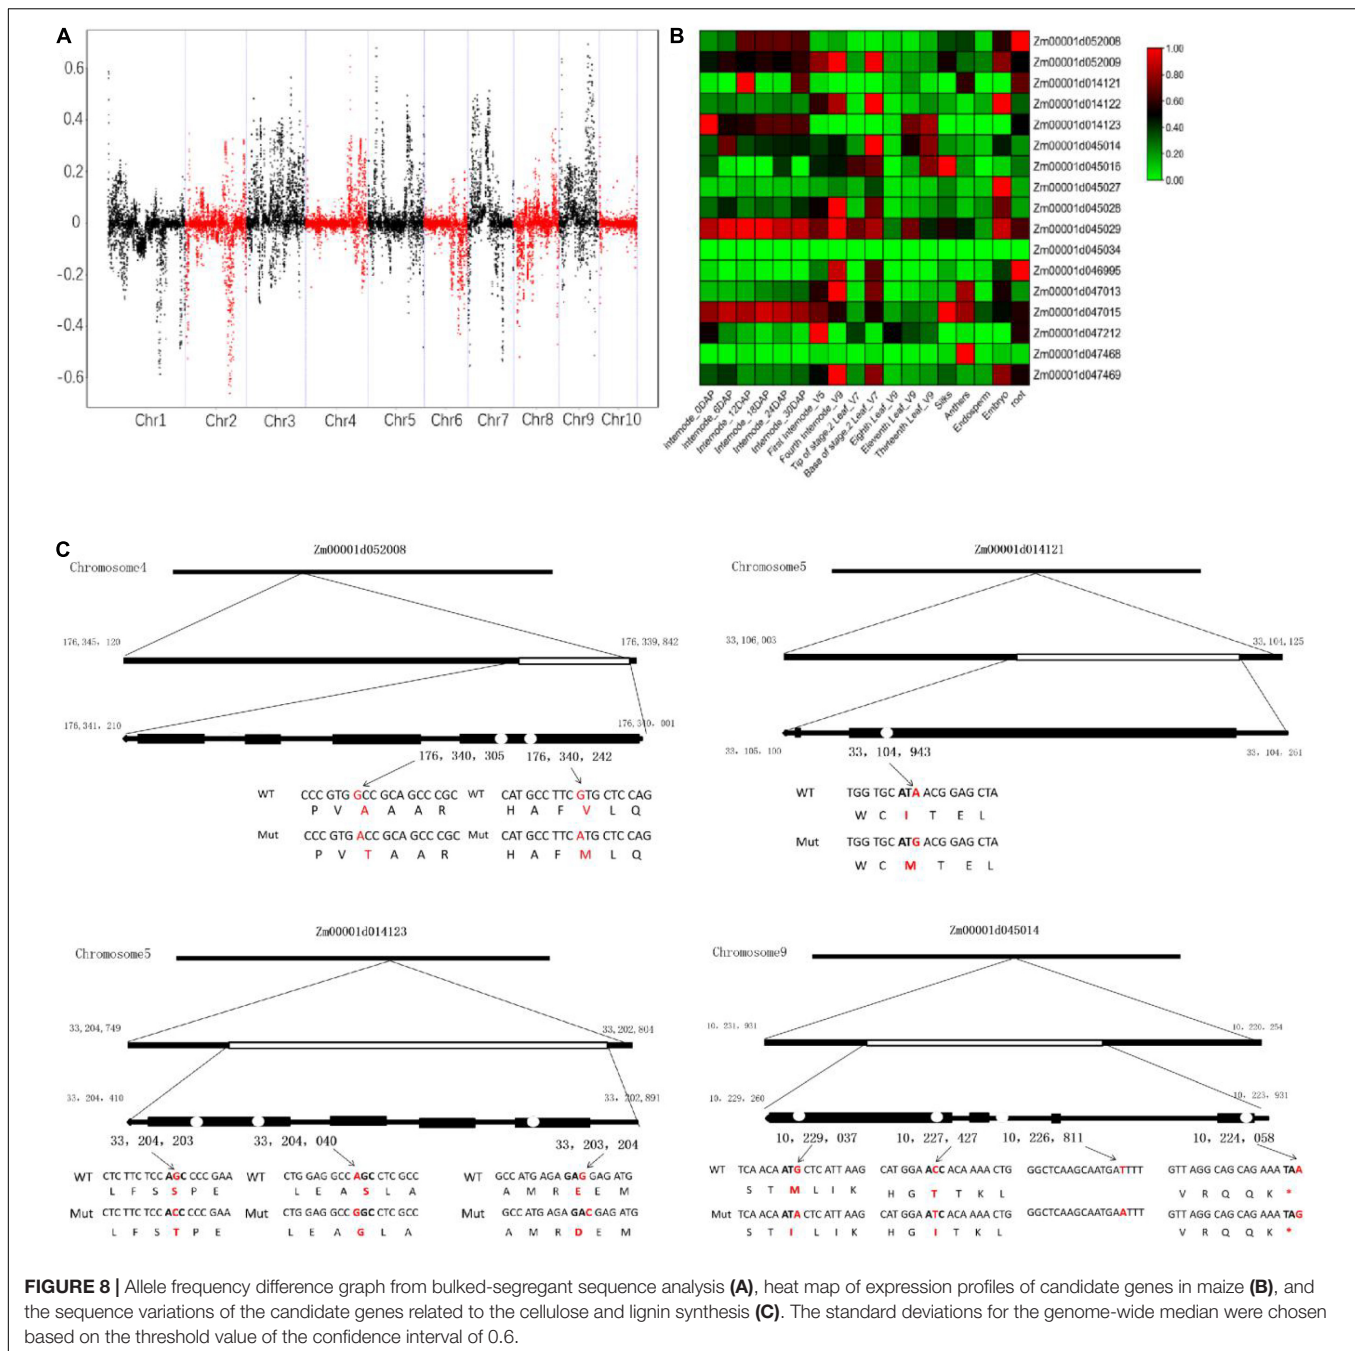 A
0.6
0.4
0.2
0
-0.2
-0.4
-0.6
Chr1 Chr2 Chr3 Chr4 Chr5 Chr6 Chr7 Chr8 Chr9 Chr10
B
Zm00001d052008
Zm00001d052009
Zm00001d014121
Zm00001d014122
Zm00001d014123
Zm00001d045014
Zm00001d045016
Zm00001d045027
Zm00001d045028
Zm00001d045029
Zm00001d045034
Zm00001d046995
Zm00001d047013
Zm00001d047015
Zm00001d047212
Zm00001d047468
Zm00001d047469
1.00
0.80
0.60
0.40
0.20
0.00
Internode_0DAP
Internode_6DAP
Internode_12DAP
Internode_18DAP
Internode_24DAP
Internode_30DAP
First Internode_V5
Fourth Internode_V9
Tip of stage.2 Leaf_V7
Base of stage.2 Leaf_V7
Eighth Leaf_V9
Eleventh Leaf_V9
Thirteenth Leaf_V9
Silks
Anthers
Endosperm
Embryo
root
C
Zm00001d052008
Chromosome4
176,345, 120 176,339,842
176,341, 210 176,340, 001
176, 340, 305 176, 340, 242
WT CCC GTG GCC GCA GCC CGC WT CAT GCC TTC GTG CTC CAG
P V A A A R H A F V L Q
Mut CCC GTG ACC GCA GCC CGC Mut CAT GCC TTC ATG CTC CAG
P V T A A R H A F M L Q
Zm00001d014121
Chromosome5
33,106,003 33,104,125
33, 105, 100 33, 104, 261
33, 104, 943
WT TGG TGC ATA ACG GAG CTA
W C I T E L
Mut TGG TGC ATG ACG GAG CTA
W C M T E L
Zm00001d014123
Chromosome5
33,204,749 33,202,804
33, 204, 410 33, 202, 891
33, 204, 203 33, 204, 040 33, 203, 204
WT CTC TTC TCC AGC CCC GAA WT CTG GAG GCC AGC CTC GCC WT GCC ATG AGA GAG GAG ATG
L F S S P E L E A S L A A M R E E M
Mut CTC TTC TCC ACC CCC GAA Mut CTG GAG GCC GGC CTC GCC Mut GCC ATG AGA GAC GAG ATG
L F S T P E L E A G L A A M R D E M
Zm00001d045014
Chromosome9
10, 231, 931 10, 220, 254
10, 229, 260 10, 223, 931
10, 229, 037 10, 227, 427 10, 226, 811 10, 224, 058
WT TCA ACA ATG CTC ATT AAG CAT GGA ACC ACA AAA CTG GGCTCAAGCAATGATTTT GTT AGG CAG CAG AAA TAA
S T M L I K H G T T K L V R Q Q K *
Mut TCA ACA ATA CTC ATT AAG CAT GGA ATC ACA AAA CTG GGCTCAAGCAATGAATTT GTT AGG CAG CAG AAA TAG
S T I L I K H G I T K L V R Q Q K *
FIGURE 8 | Allele frequency difference graph from bulked-segregant sequence analysis (A), heat map of expression profiles of candidate genes in maize (B), and
the sequence variations of the candidate genes related to the cellulose and lignin synthesis (C). The standard deviations for the genome-wide median were chosen
based on the threshold value of the confidence interval of 0.6.